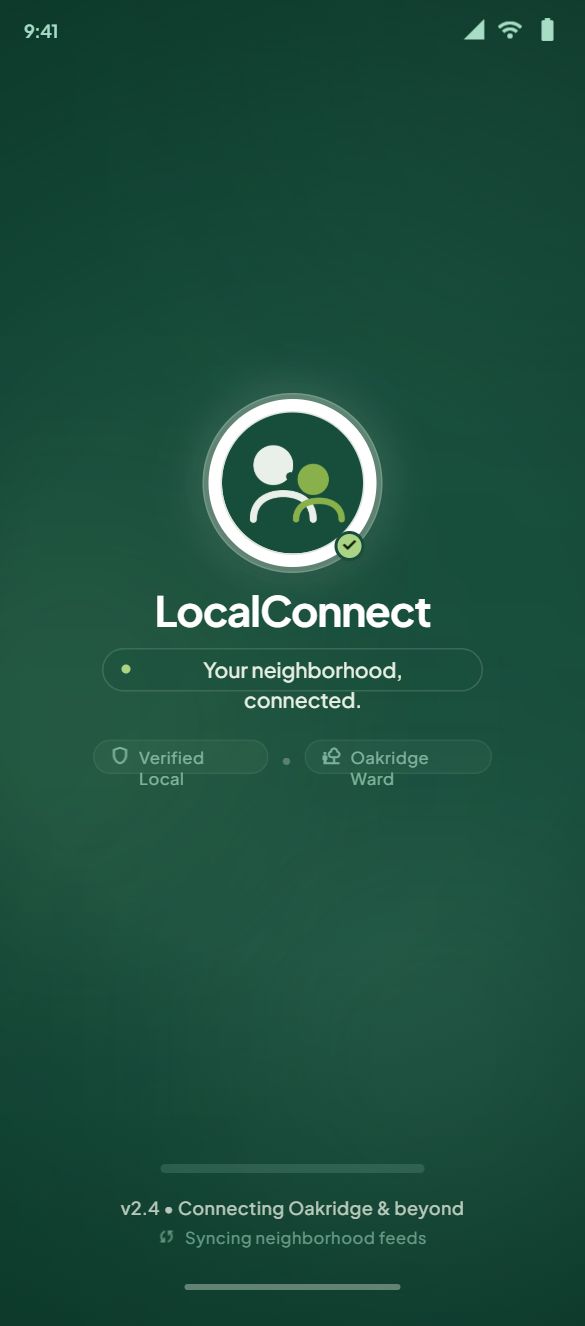 9:41
LocalConnect
Your neighborhood,
connected.
Verified
Local
Oakridge
Ward
v2.4 • Connecting Oakridge & beyond
Syncing neighborhood feeds